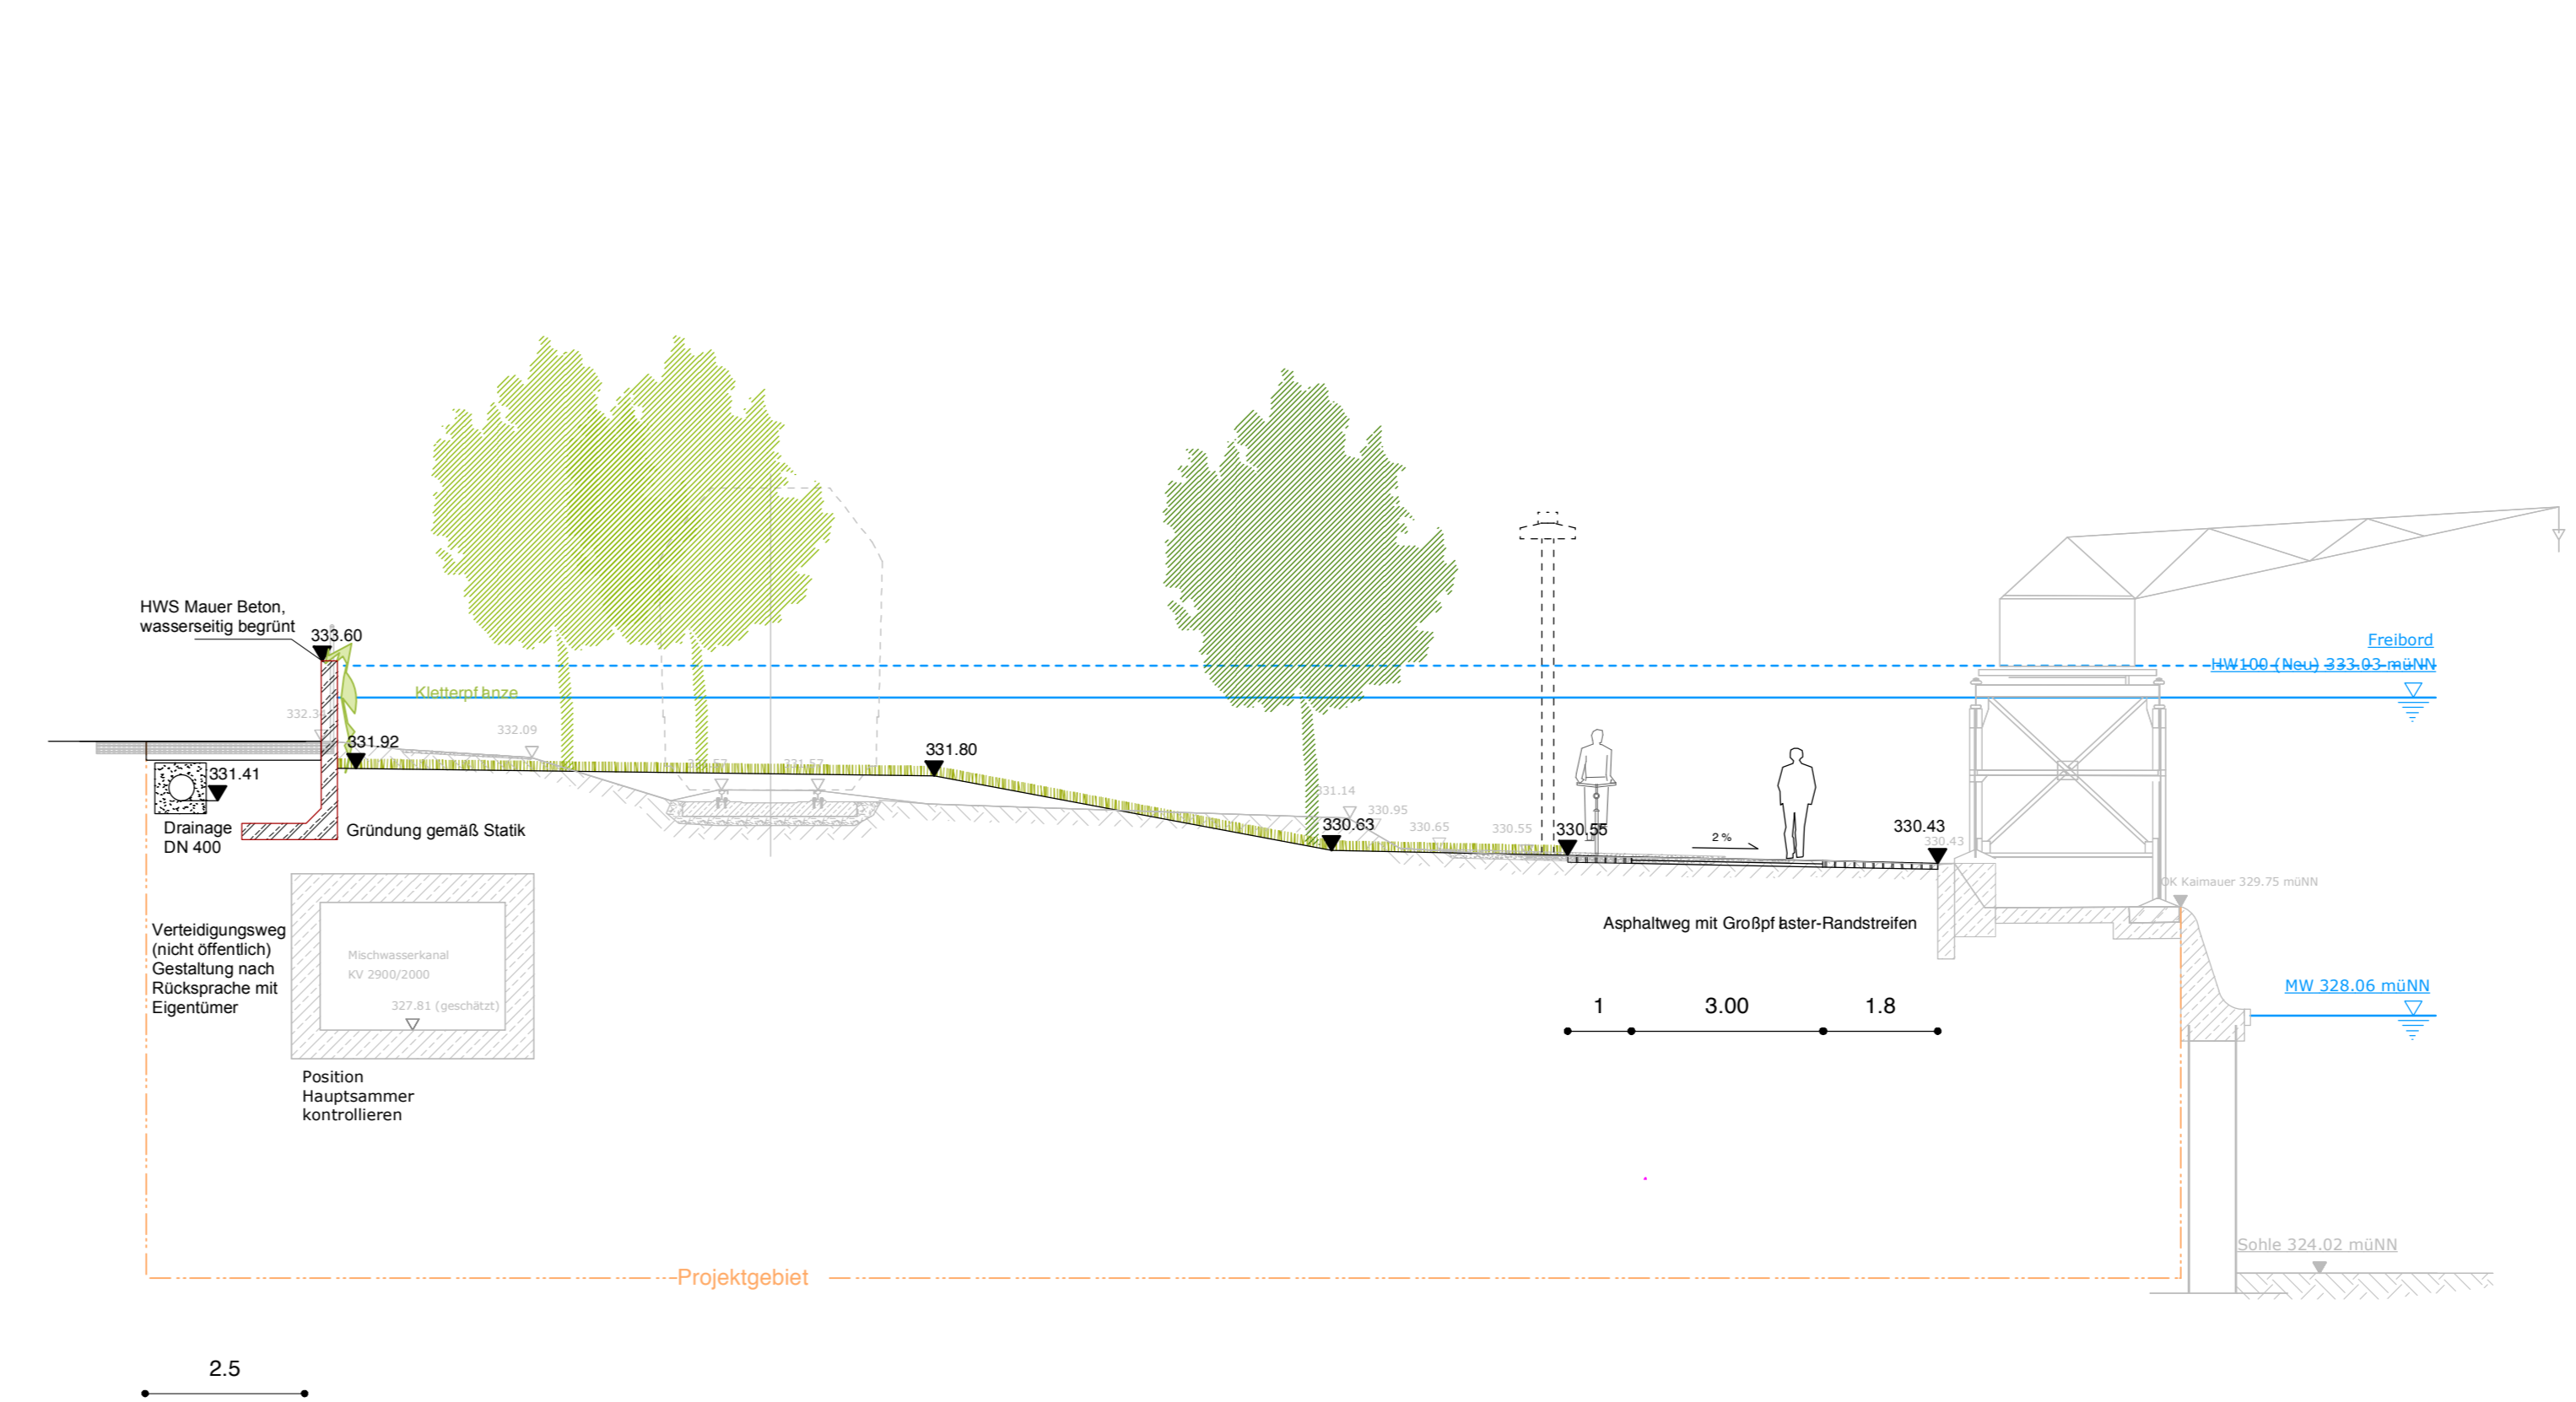 Freibord
HWS Mauer Beton,
wasserseitig begrünt
333.60
HW100 (Neu) 333.03 müNN
Kletterpflanze
332.09
331.92
331.80
331.57
331.41
331.14
330.95
330.63
330.65
330.55
330.55
2 %
330.43
330.43
Drainage
DN 400
Gründung gemäß Statik
OK Kaimauer 329.75 müNN
Asphaltweg mit Großpflaster-Randstreifen
Verteidigungsweg
(nicht öffentlich)
Gestaltung nach
Rücksprache mit
Eigentümer
Mischwasserkanal
KV 2900/2000
327.81 (geschätzt)
MW 328.06 müNN
1
3.00
1.8
Position
Hauptsammer
kontrollieren
Sohle 324.02 müNN
Projektgebiet
2.5